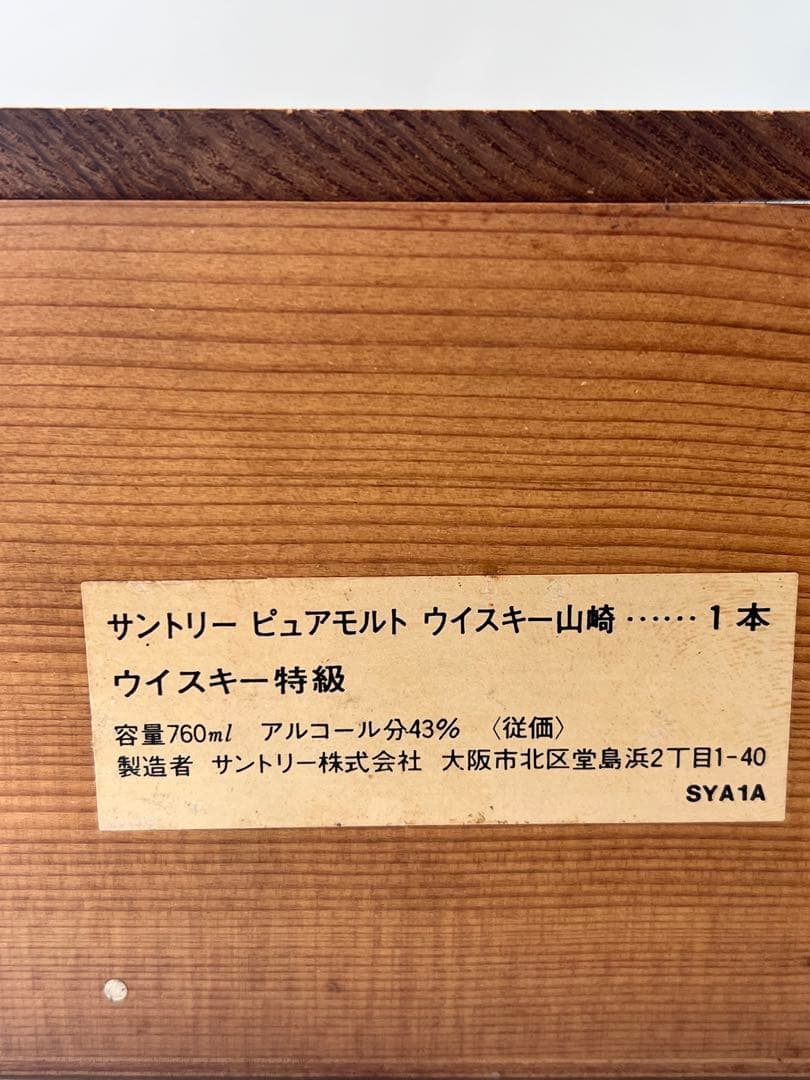 サントリー ピュアモルト ウイスキー山崎……1本
ウイスキー特級
容量760ml アルコール分43% 〈従価〉
製造者 サントリー株式会社 大阪市北区堂島浜2丁目1-40
SYA1A